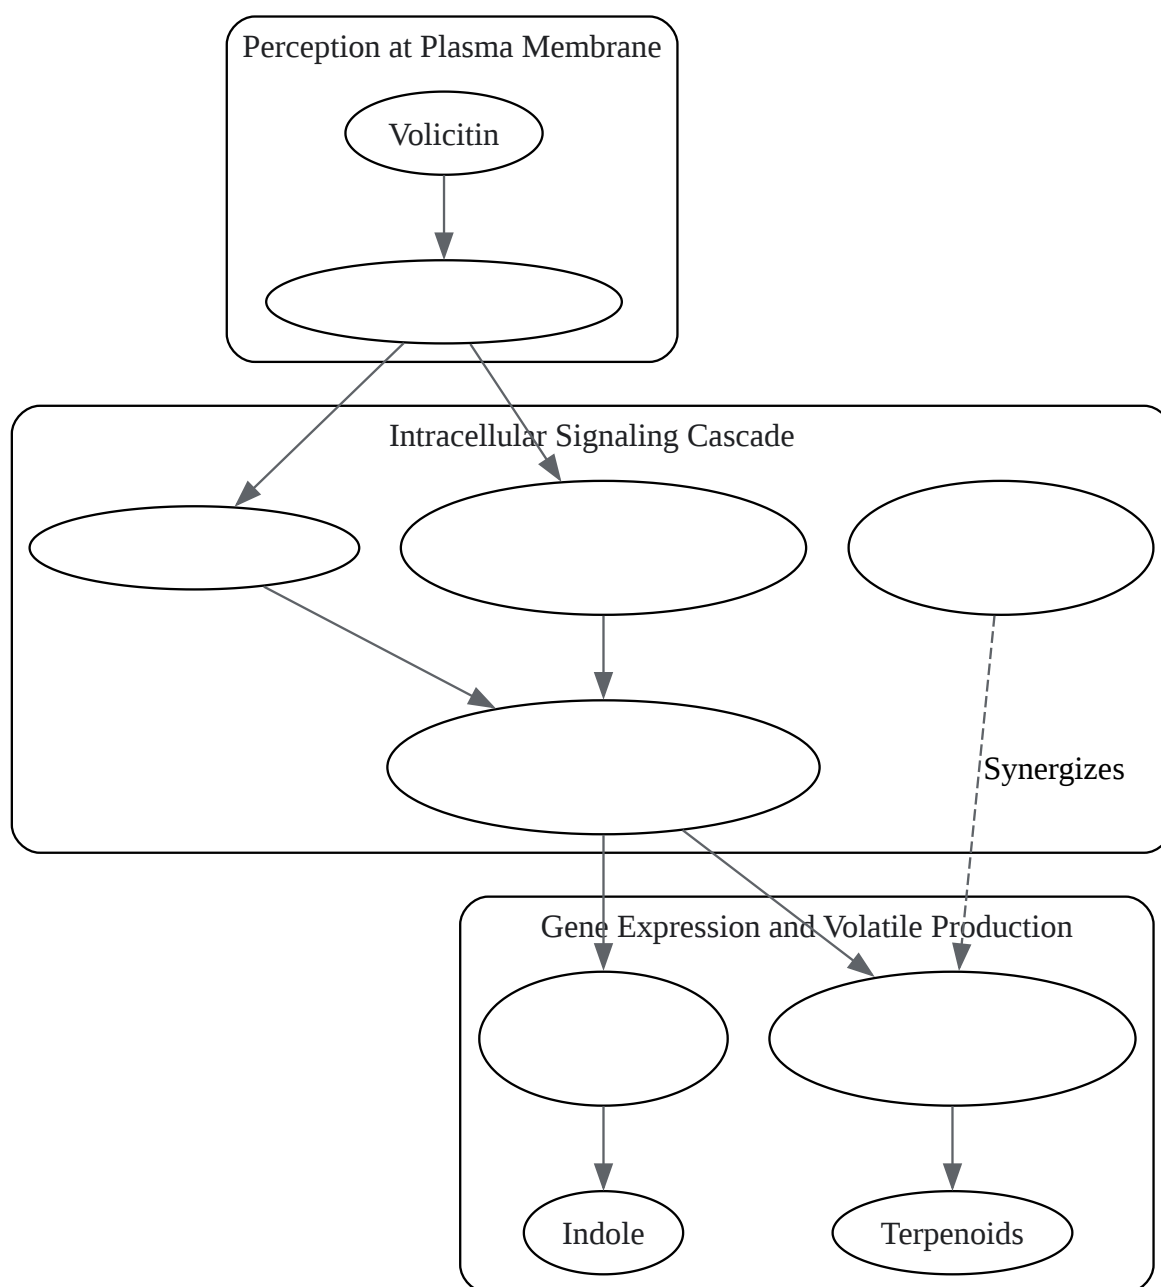 Perception at Plasma Membrane
Volicitin
Intracellular Signaling Cascade
Synergizes
Gene Expression and Volatile Production
Indole
Terpenoids